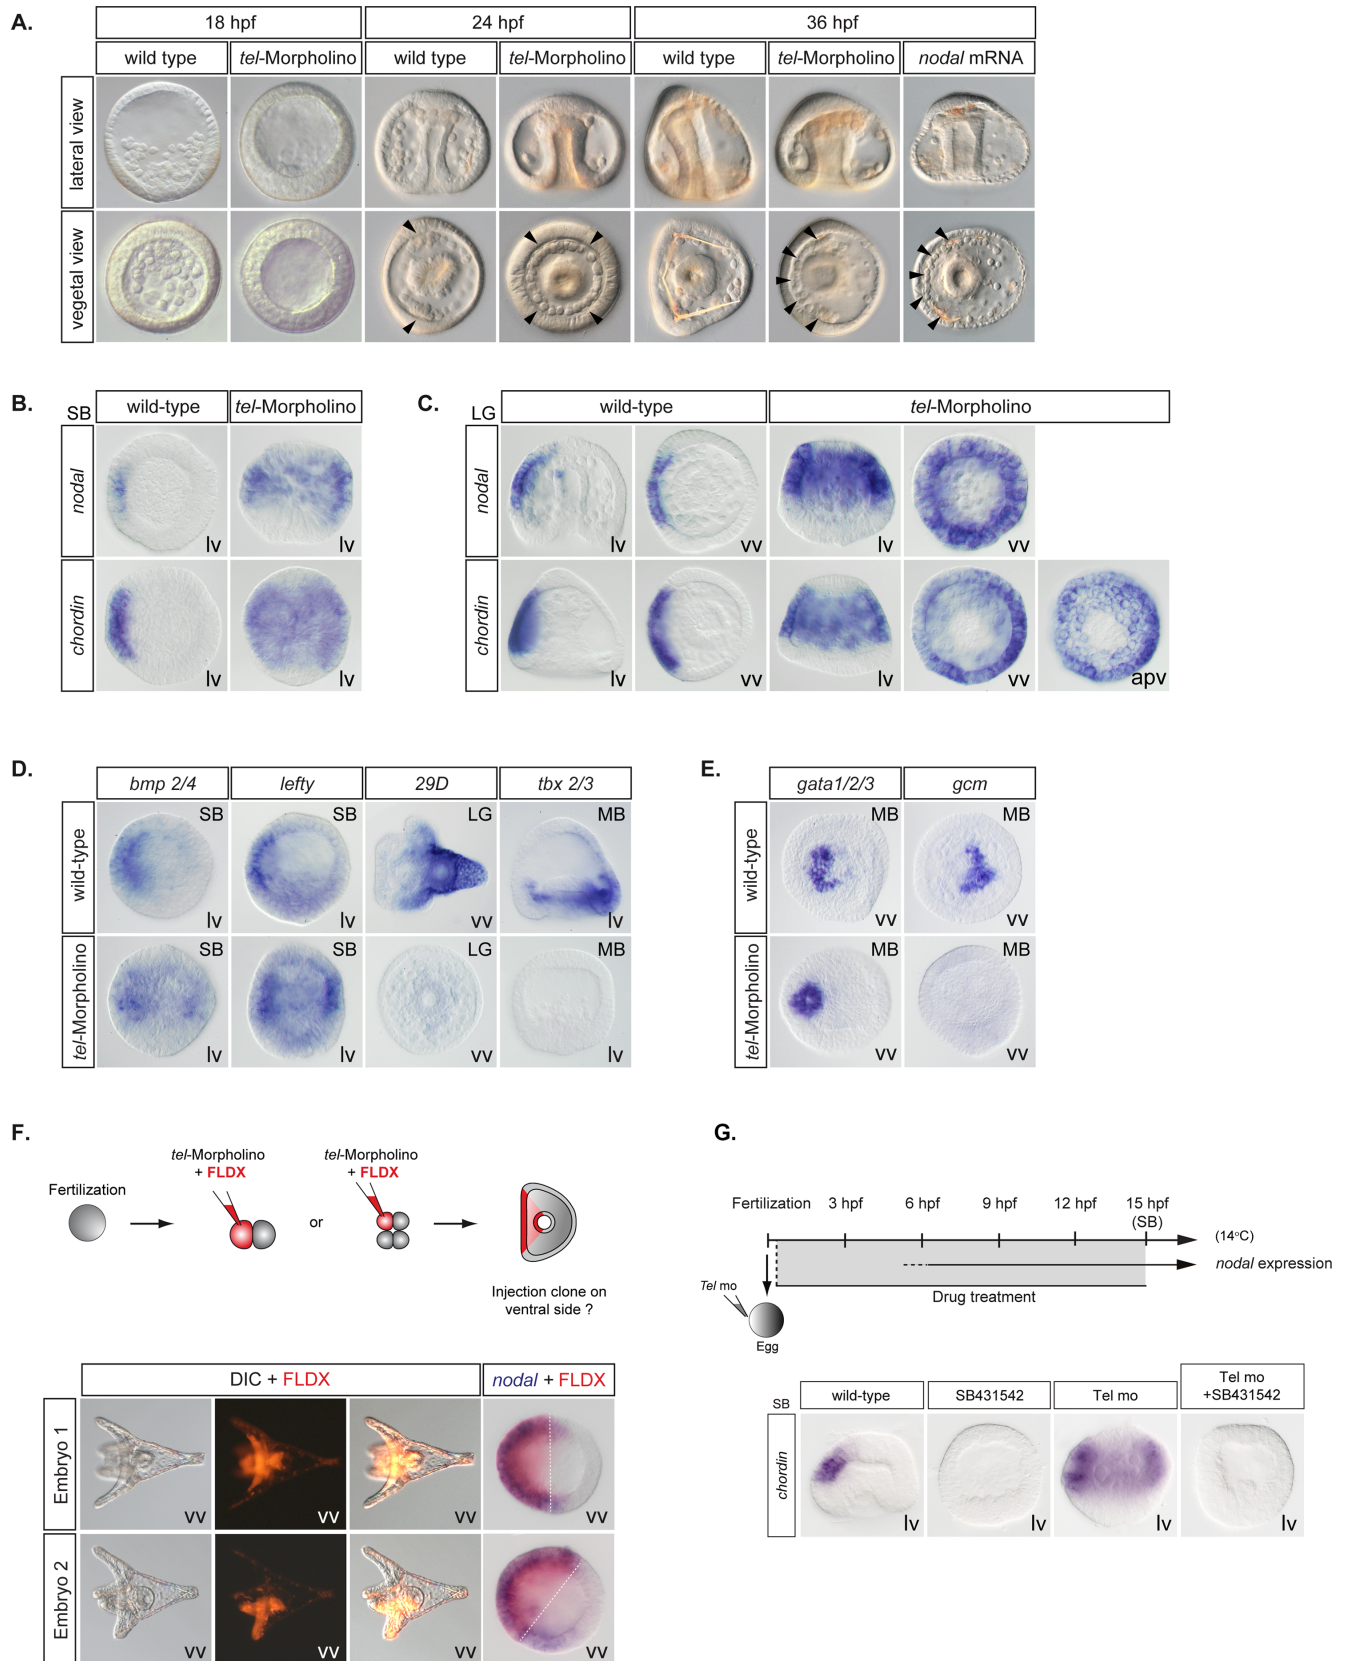 A.
18 hpf 24 hpf 36 hpf
wild type tel-Morpholino wild type tel-Morpholino wild type tel-Morpholino nodal mRNA
lateral view
vegetal view
B.
SB wild-type tel-Morpholino
nodal lv lv
chordin lv lv
C.
LG wild-type tel-Morpholino
nodal lv vv lv vv
chordin lv vv lv vv apv
D.
bmp 2/4 lefty 29D tbx 2/3
wild-type
SB SB LG MB
lv lv vv lv
tel-Morpholino
SB SB LG MB
lv lv vv lv
E.
gata1/2/3 gcm
wild-type
MB MB
vv vv
tel-Morpholino
MB MB
vv vv
F.
Fertilization
tel-Morpholino
+ FLDX
or
tel-Morpholino
+ FLDX
Injection clone on
ventral side ?
DIC + FLDX nodal + FLDX
Embryo 1
vv vv vv vv
Embryo 2
vv vv vv vv
G.
Fertilization 3 hpf 6 hpf 9 hpf 12 hpf 15 hpf
(SB)
(14°C)
nodal expression
Drug treatment
Tel mo
Egg
SB wild-type SB431542 Tel mo Tel mo
+SB431542
chordin
lv lv lv lv